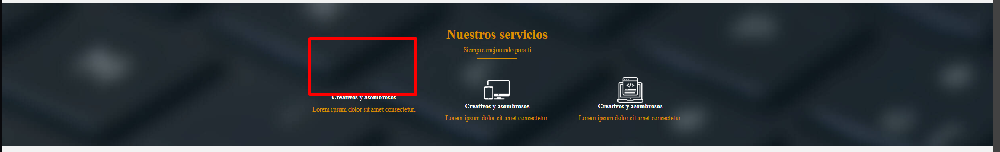 Nuestros servicios
Siempre mejorando para ti
Creativos y asombrosos
Lorem ipsum dolor sit amet consectetur.
Creativos y asombrosos
Lorem ipsum dolor sit amet consectetur.
Creativos y asombrosos
Lorem ipsum dolor sit amet consectetur.